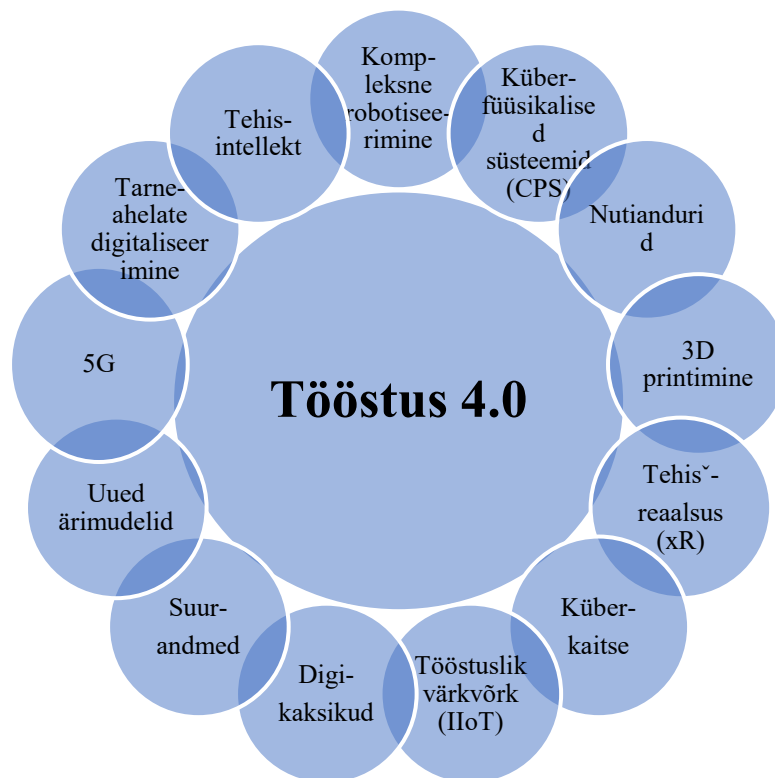 Komp-
leksne
robotisee-
rimine
Küber-
füüsikalise
d
süsteemid
(CPS)
Nutianduri
d
3D
printimine
Tehisˇ-
reaalsus
(xR)
Küber-
kaitse
Tööstuslik
värkvõrk
(IIoT)
Digi-
kaksikud
Suur-
andmed
Uued
ärimudelid
5G
Tarne-
ahelate
digitaliseer
imine
Tehis-
intellekt
Tööstus 4.0